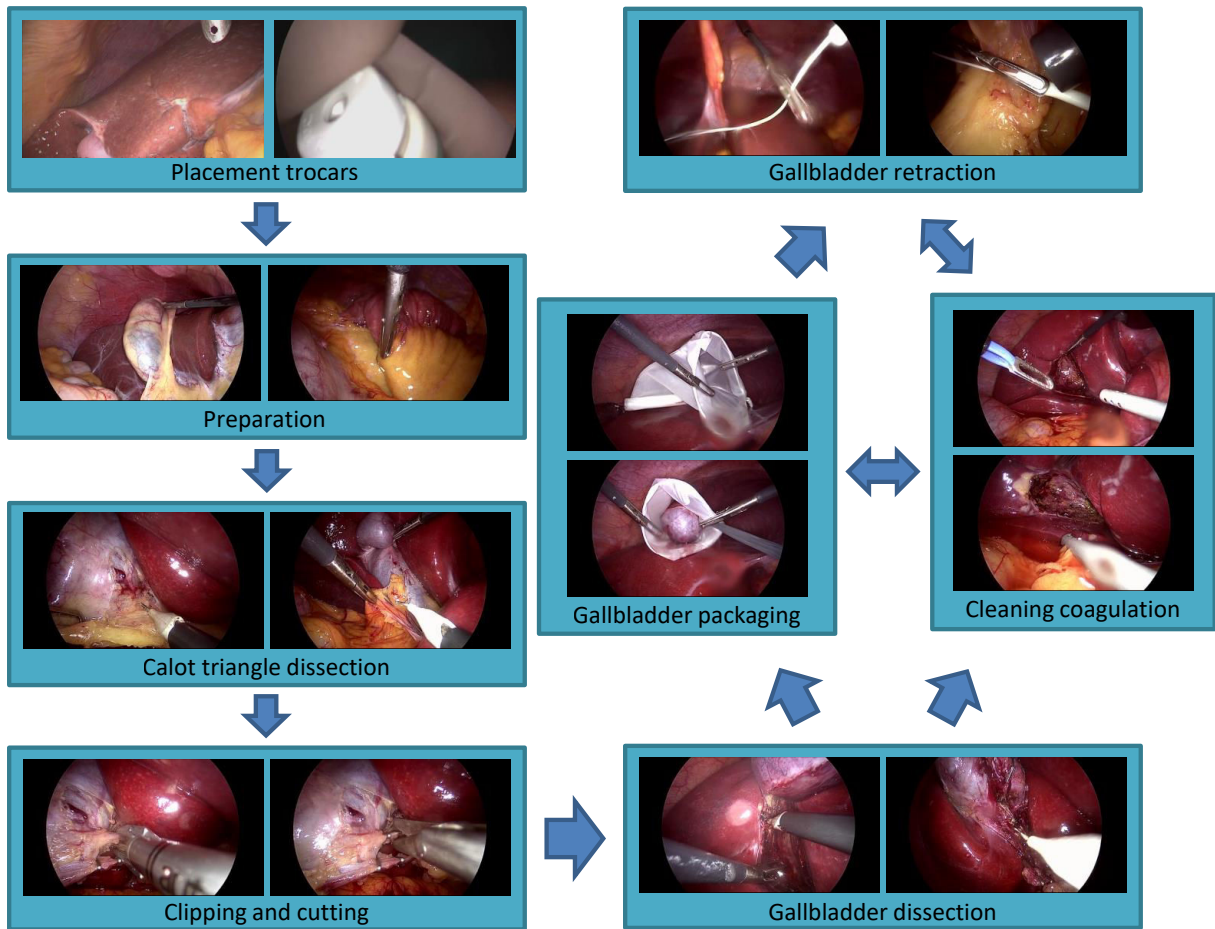 Placement trocars
Gallbladder retraction
Preparation
Gallbladder packaging
Cleaning coagulation
Calot triangle dissection
Clipping and cutting
Gallbladder dissection